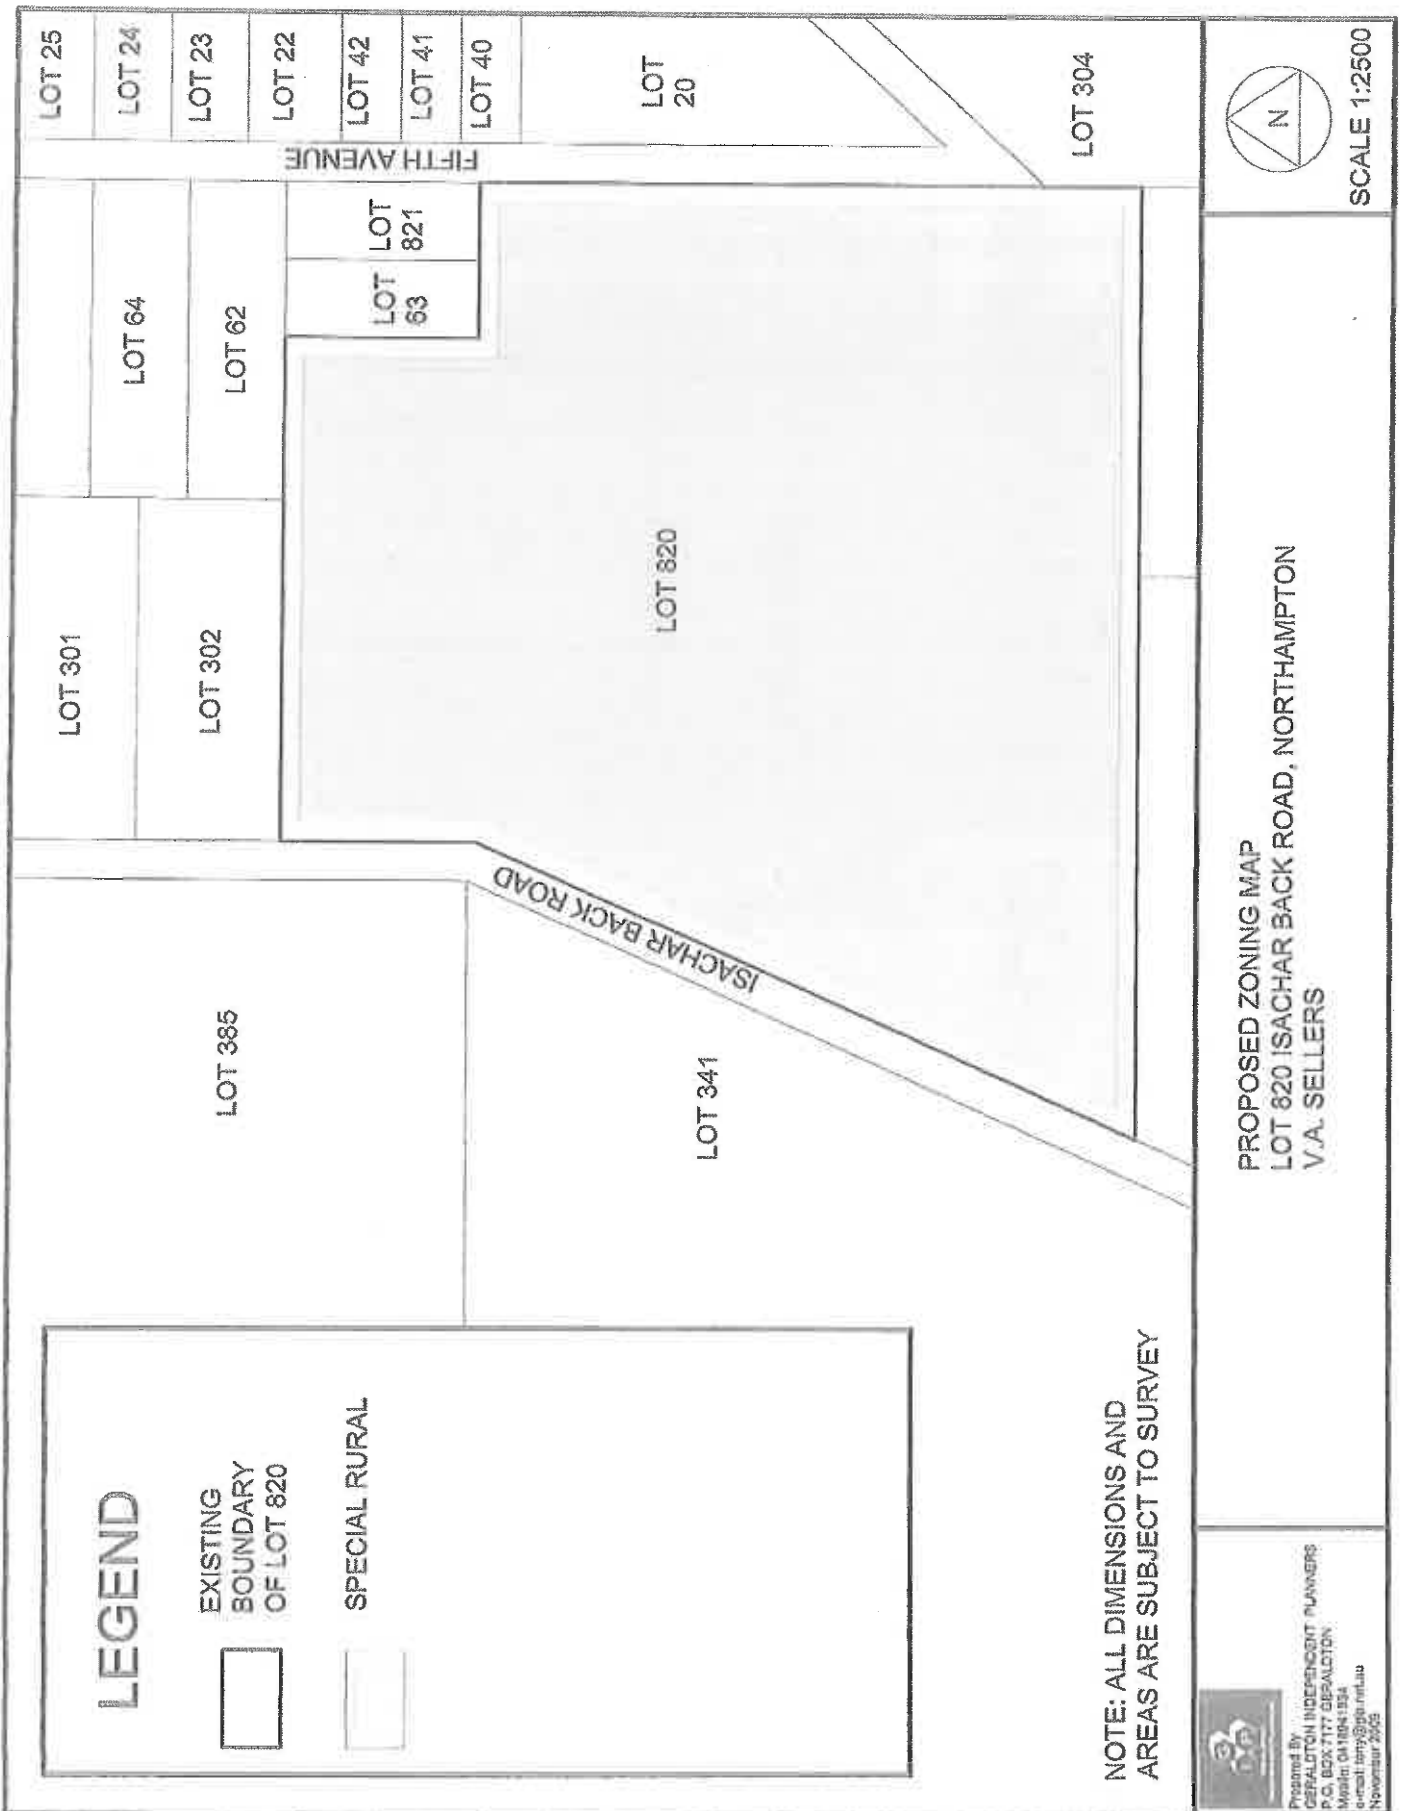 LEGEND
EXISTING
BOUNDARY
OF LOT 820
SPECIAL RURAL
NOTE: ALL DIMENSIONS AND
AREAS ARE SUBJECT TO SURVEY
LOT 385
LOT 341
ISACHAR BACK ROAD
LOT 301
LOT 302
LOT 64
LOT 62
LOT
63
LOT
821
LOT 820
FIFTH AVENUE
LOT 25
LOT 24
LOT 23
LOT 22
LOT 42
LOT 41
LOT 40
LOT
20
LOT 304
Prepared By
GERALDTON INDEPENDENT PLANNERS
P.O. BOX 7177 GERALDTON
November 2009
PROPOSED ZONING MAP
LOT 820 ISACHAR BACK ROAD, NORTHAMPTON
V.A. SELLERS
N
SCALE 1:2500